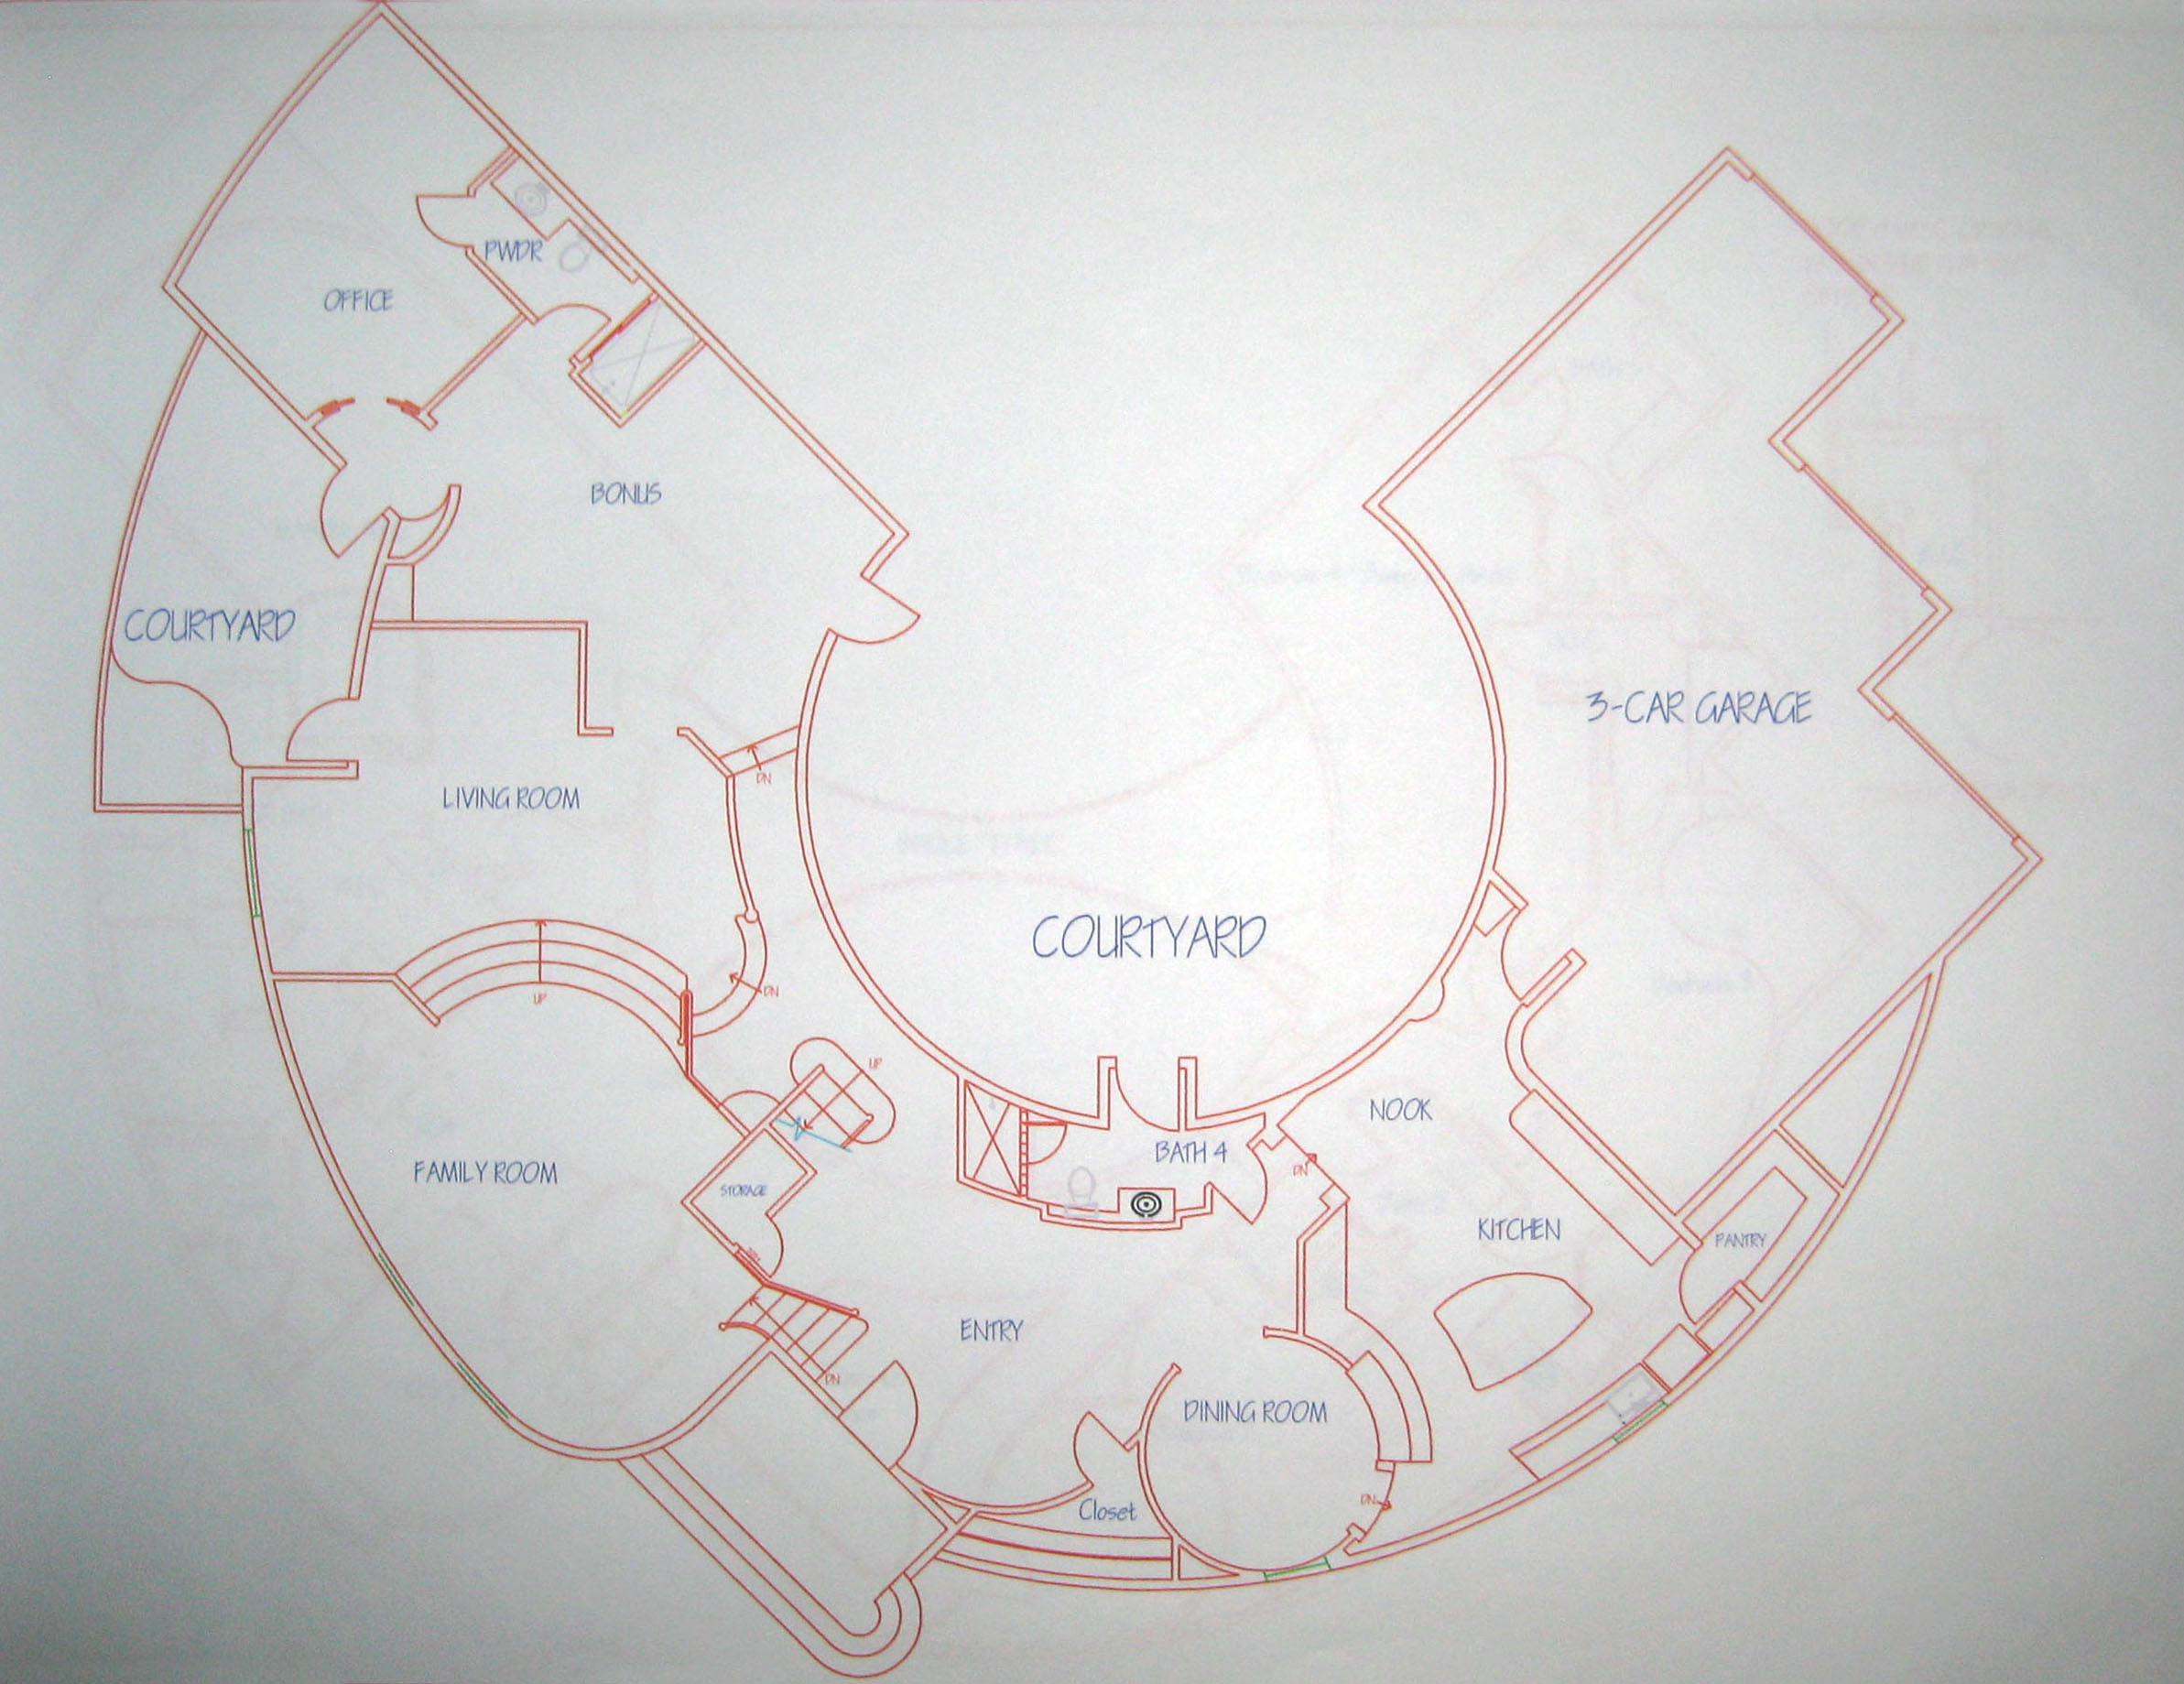 PWDR
OFFICE
BONUS
COURTYARD
3-CAR GARAGE
DN
LIVING ROOM
COURTYARD
UP
DN
UP
NOOK
BATH 4
DN
FAMILY ROOM
STORAGE
KITCHEN
PANTRY
ENTRY
DN
DINING ROOM
Closet
DN